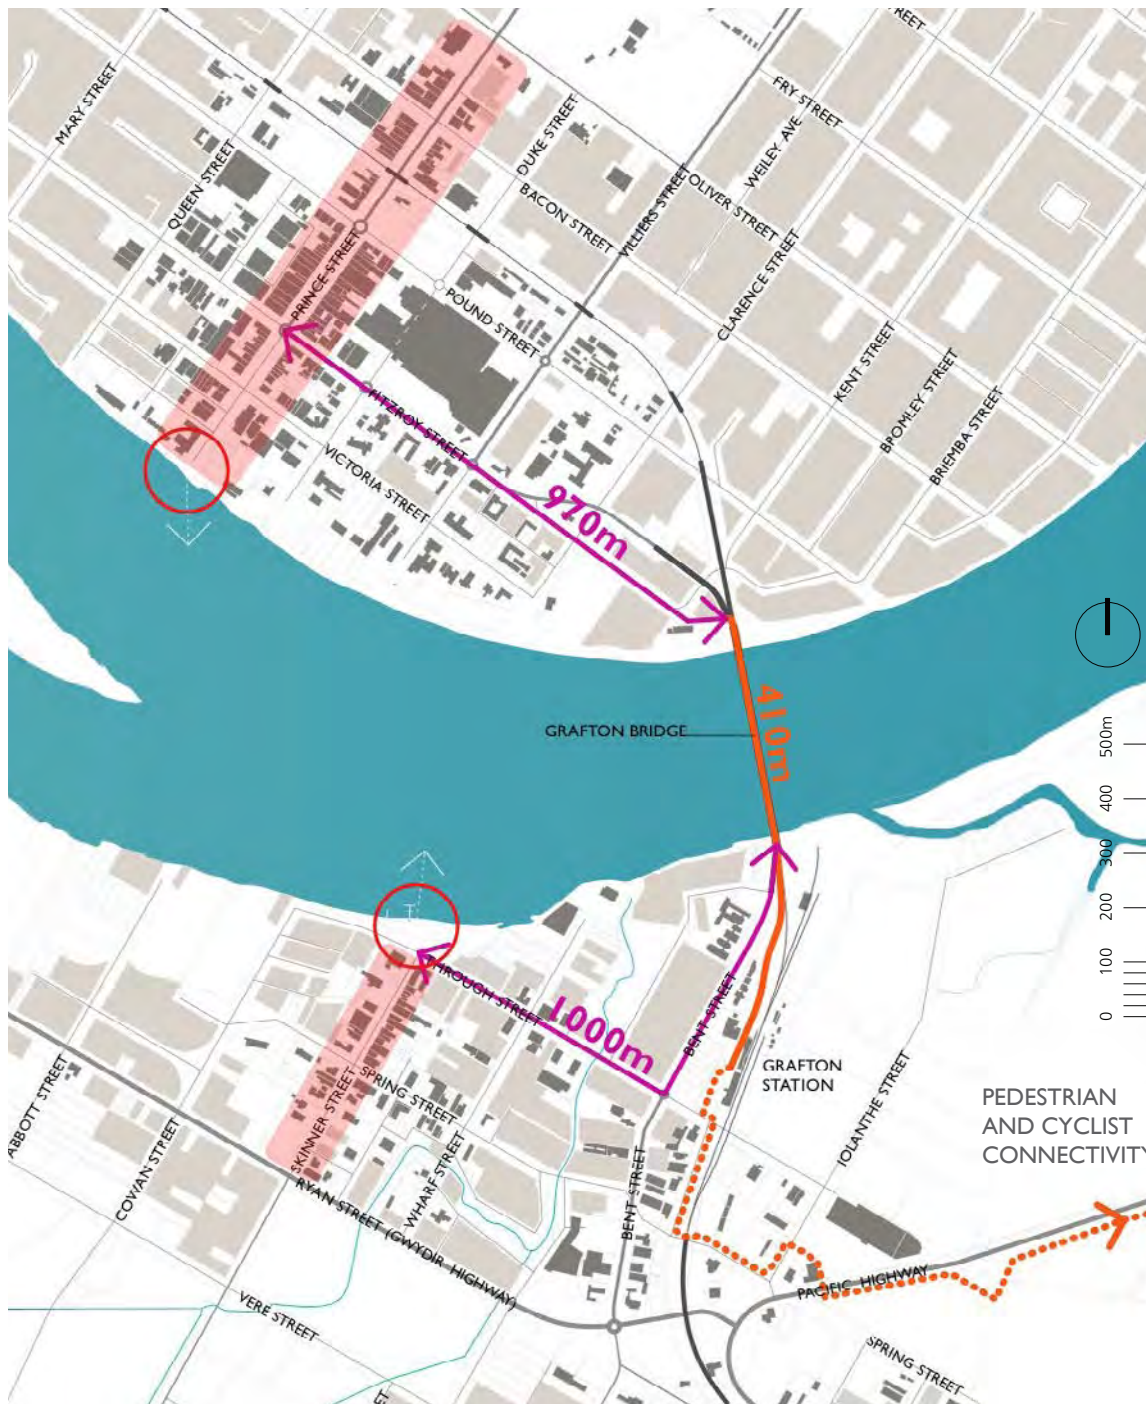 STREET
FRY STREET
MARY STREET
DUKE STREET
WEILEY AVE
QUEEN STREET
OLIVER STREET
BACON STREET
VILLIERS STREET
PRINCE STREET
CLARENCE STREET
POUND STREET
KENT STREET
BROMLEY STREET
BRIEMBA STREET
FITZROY STREET
VICTORIA STREET
970m
410m
GRAFTON BRIDGE
500m
400
300
200
100
0
THROUGH STREET
1000m
BENT STREET
GRAFTON
STATION
PEDESTRIAN
AND CYCLIST
CONNECTIVITY
ABBOTT STREET
COWAN STREET
SPRING STREET
SKINNER STREET
WHARF STREET
IOLANTHE STREET
BENT STREET
RYAN STREET (GWYDIR HIGHWAY)
PACIFIC HIGHWAY
VERE STREET
SPRING STREET